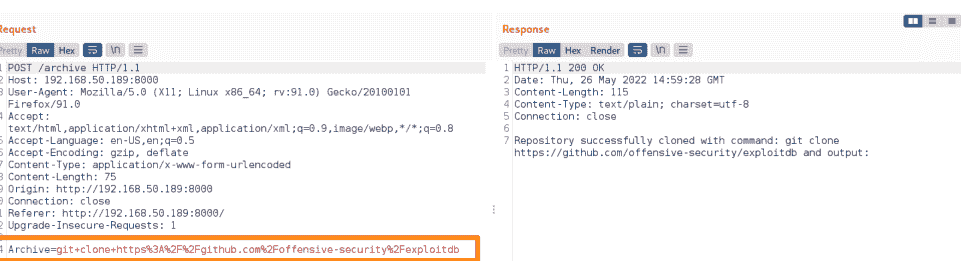 Request
Pretty Raw Hex \n
1 POST /archive HTTP/1.1
2 Host: 192.168.50.189:8000
3 User-Agent: Mozilla/5.0 (X11; Linux x86_64; rv:91.0) Gecko/20100101
Firefox/91.0
4 Accept:
text/html,application/xhtml+xml,application/xml;q=0.9,image/webp,*/*;q=0.8
5 Accept-Language: en-US,en;q=0.5
6 Accept-Encoding: gzip, deflate
7 Content-Type: application/x-www-form-urlencoded
8 Content-Length: 75
9 Origin: http://192.168.50.189:8000
0 Connection: close
1 Referer: http://192.168.50.189:8000/
2 Upgrade-Insecure-Requests: 1
4 Archive=git+clone+https%3A%2F%2Fgithub.com%2Foffensive-security%2Fexploitdb
Response
Pretty Raw Hex Render \n
1 HTTP/1.1 200 OK
2 Date: Thu, 26 May 2022 14:59:28 GMT
3 Content-Length: 115
4 Content-Type: text/plain; charset=utf-8
5 Connection: close
6
7 Repository successfully cloned with command: git clone
https://github.com/offensive-security/exploitdb and output: